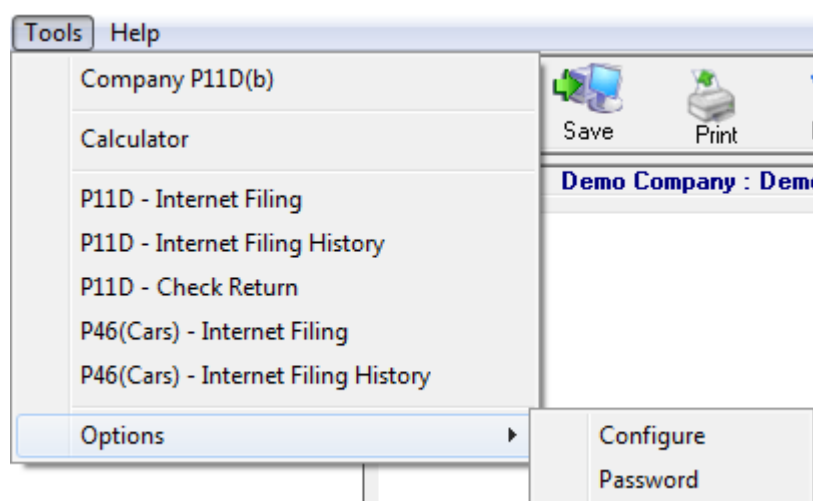 Tools Help
Company P11D(b)
Save Print
Calculator
Demo Company : Dem
P11D - Internet Filing
P11D - Internet Filing History
P11D - Check Return
P46(Cars) - Internet Filing
P46(Cars) - Internet Filing History
Options
Configure
Password